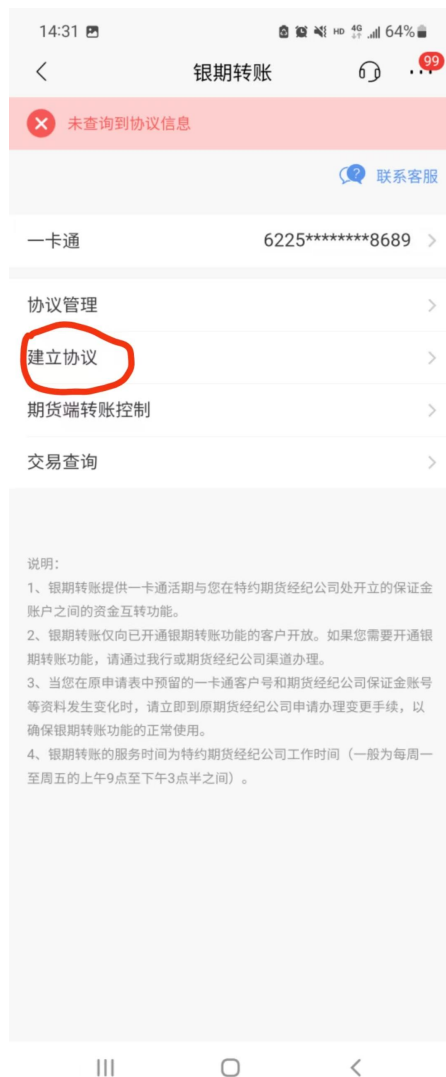 14:31 HD 4G 64%
银期转账 99
未查询到协议信息
联系客服
一卡通 6225********8689
协议管理
建立协议
期货端转账控制
交易查询
说明：
1、银期转账提供一卡通活期与您在特约期货经纪公司处开立的保证金
账户之间的资金互转功能。
2、银期转账仅向已开通银期转账功能的客户开放。如果您需要开通银
期转账功能，请通过我行或期货经纪公司渠道办理。
3、当您在原申请表中预留的一卡通客户号和期货经纪公司保证金账号
等资料发生变化时，请立即到原期货经纪公司申请办理变更手续，以
确保银期转账功能的正常使用。
4、银期转账的服务时间为特约期货经纪公司工作时间（一般为每周一
至周五的上午9点至下午3点半之间）。